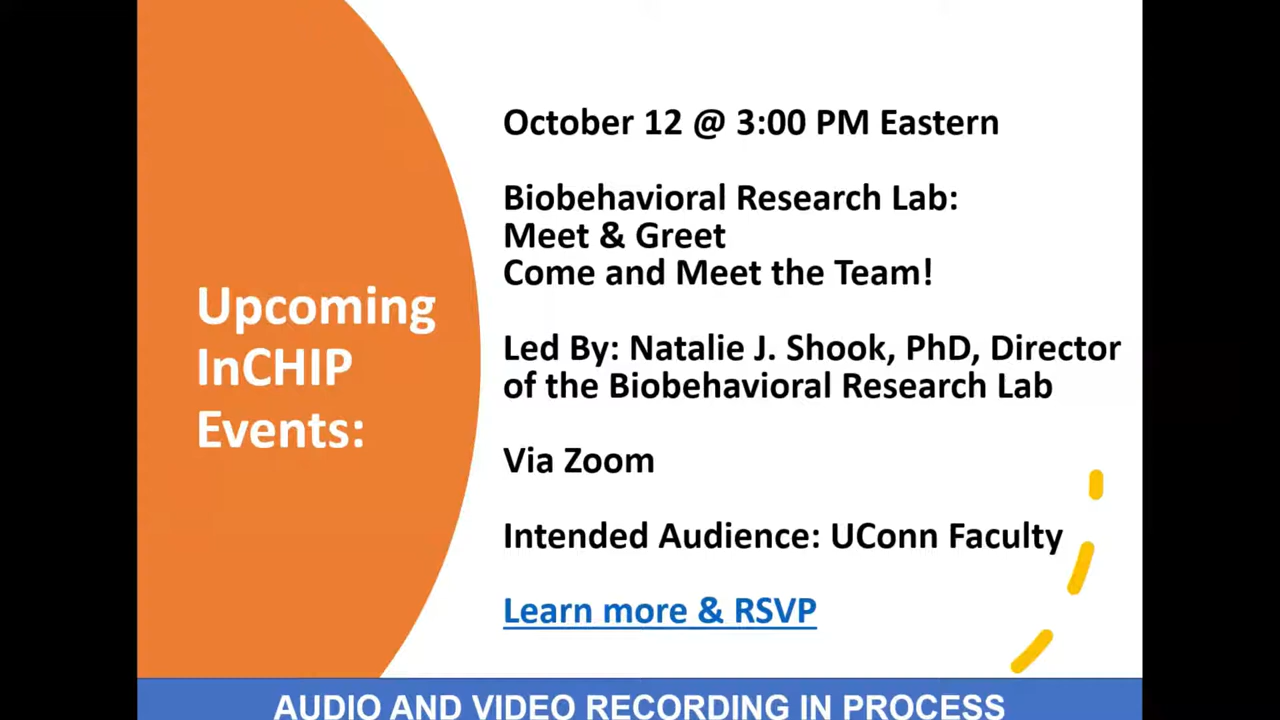 Upcoming
InCHIP
Events:
October 12 @ 3:00 PM Eastern
Biobehavioral Research Lab:
Meet & Greet
Come and Meet the Team!
Led By: Natalie J. Shook, PhD, Director
of the Biobehavioral Research Lab
Via Zoom
Intended Audience: UConn Faculty
Learn more & RSVP
AUDIO AND VIDEO RECORDING IN PROCESS